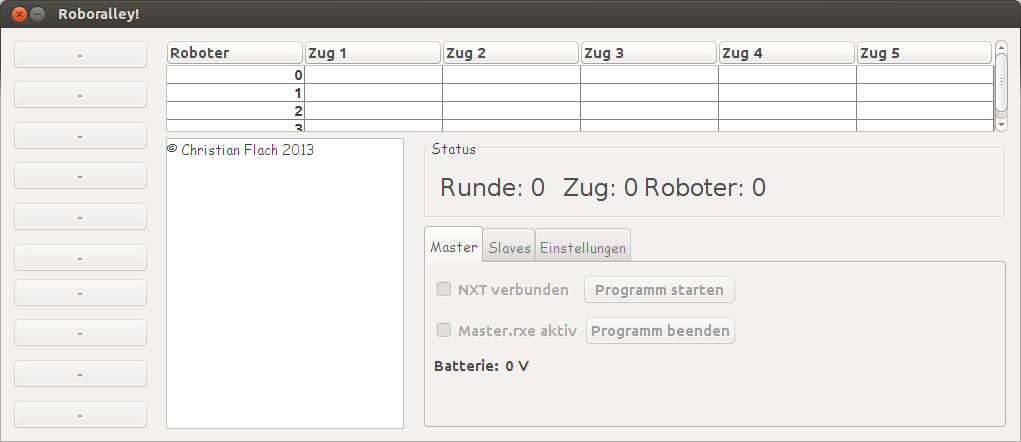 Roboralley!
Roboter Zug 1 Zug 2 Zug 3 Zug 4 Zug 5
0
1
2
3
-
-
-
-
-
-
-
-
-
-
© Christian Flach 2013
Status
Runde: 0 Zug: 0 Roboter: 0
Master Slaves Einstellungen
NXT verbunden Programm starten
Master.rxe aktiv Programm beenden
Batterie: 0 V